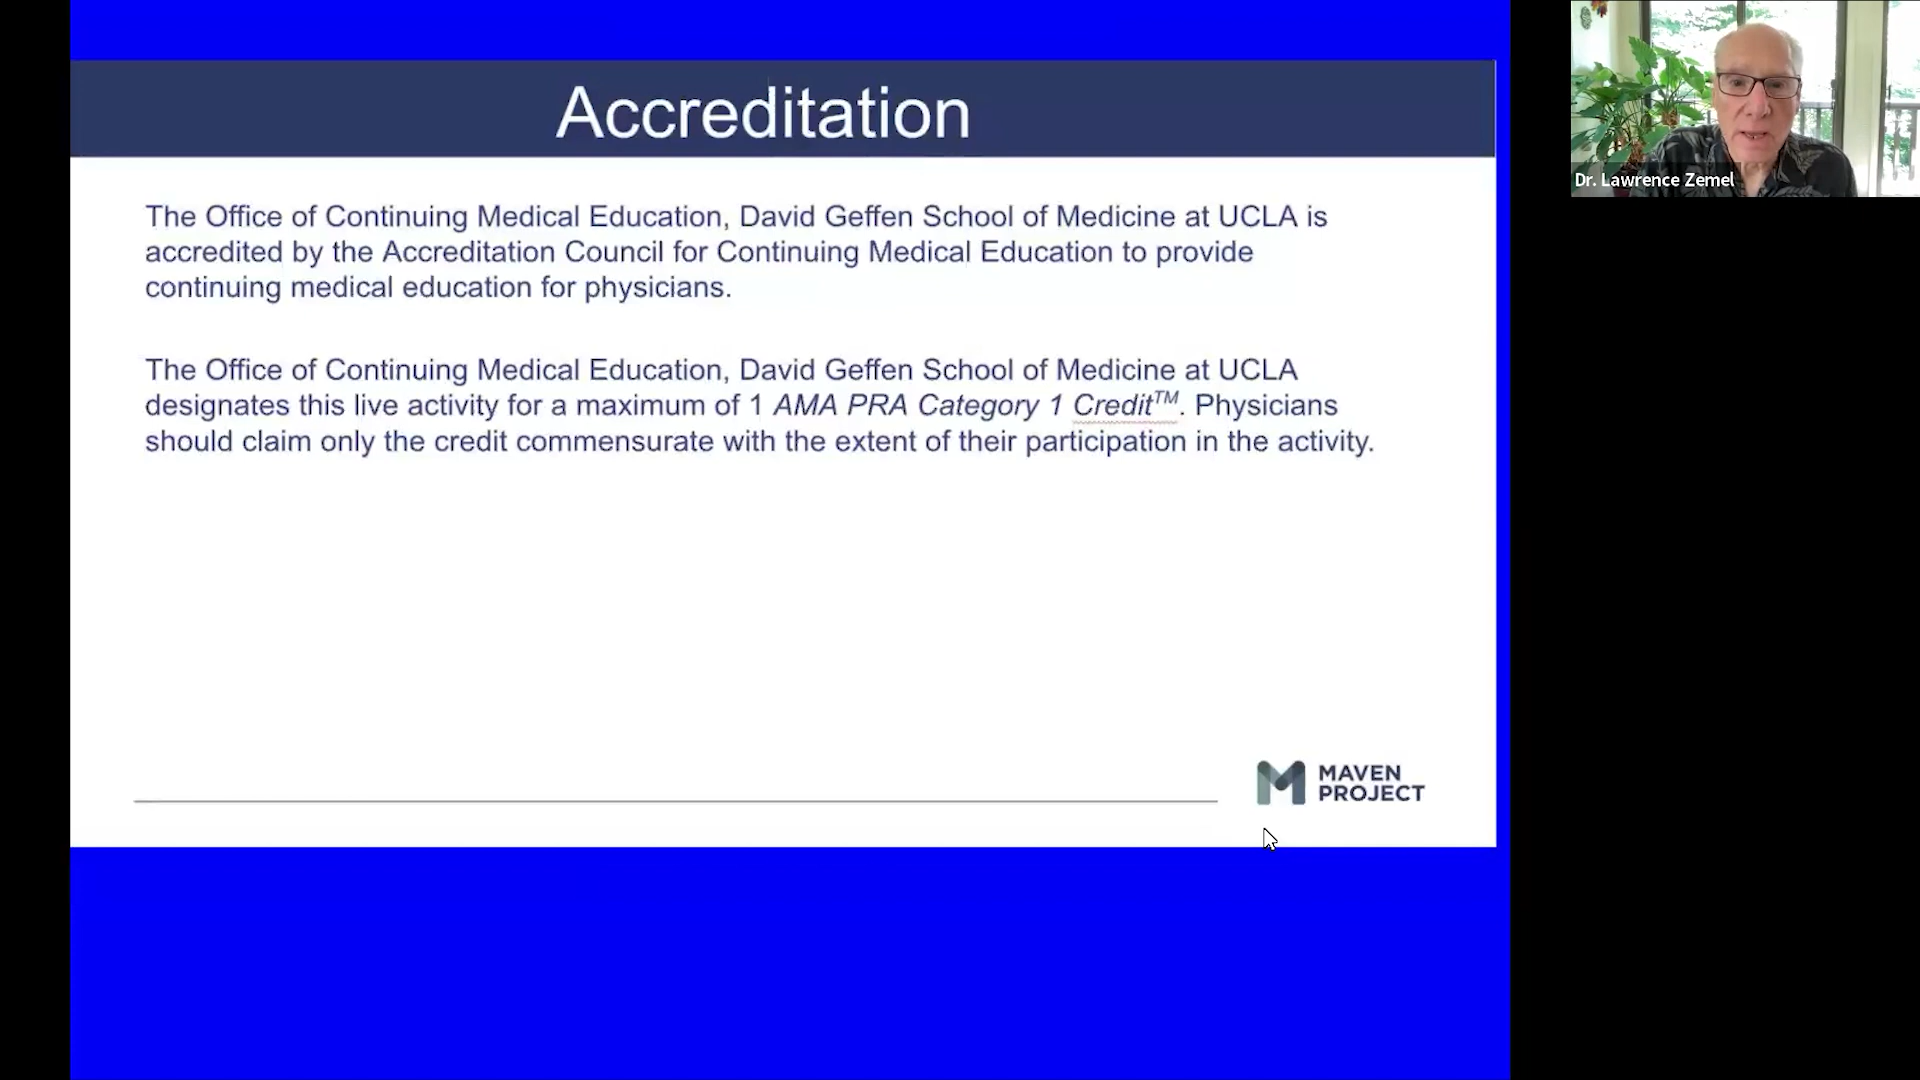 Accreditation
The Office of Continuing Medical Education, David Geffen School of Medicine at UCLA is
accredited by the Accreditation Council for Continuing Medical Education to provide
continuing medical education for physicians.
The Office of Continuing Medical Education, David Geffen School of Medicine at UCLA
designates this live activity for a maximum of 1 AMA PRA Category 1 Credit™. Physicians
should claim only the credit commensurate with the extent of their participation in the activity.
MAVEN
PROJECT
Dr. Lawrence Zemel